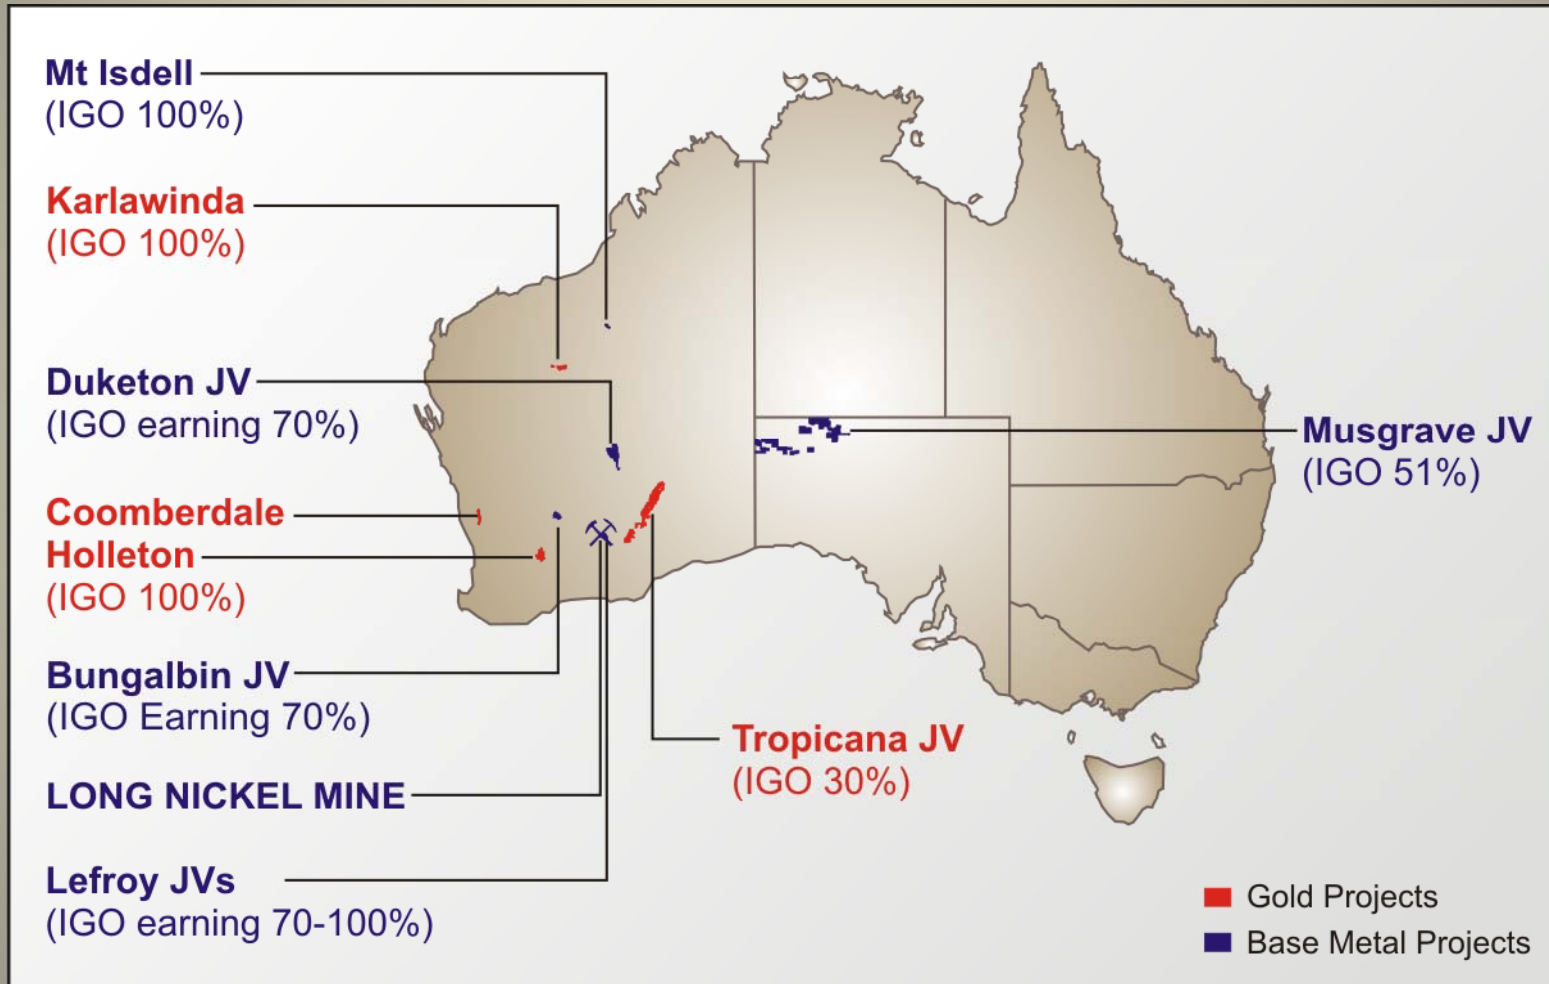 Mt Isdell
(IGO 100%)
Karlawinda
(IGO 100%)
Duketon JV
(IGO earning 70%)
Coomberdale
Holleton
(IGO 100%)
Bungalbin JV
(IGO Earning 70%)
LONG NICKEL MINE
Lefroy JVs
(IGO earning 70-100%)
Tropicana JV
(IGO 30%)
Musgrave JV
(IGO 51%)
Gold Projects
Base Metal Projects